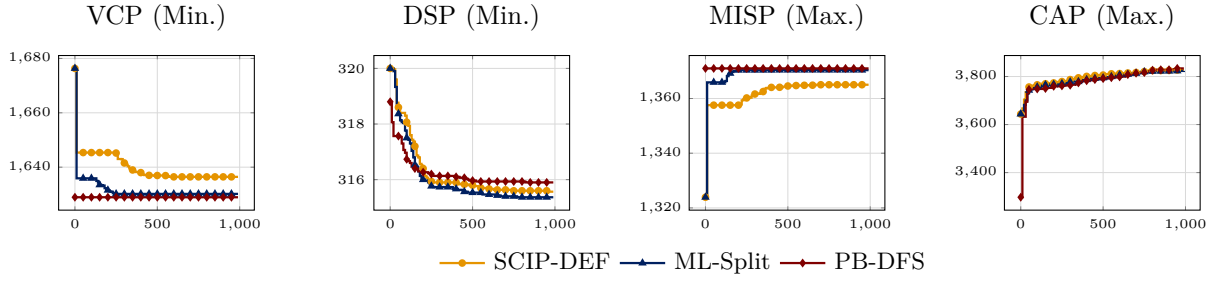 VCP (Min.) DSP (Min.) MISP (Max.) CAP (Max.)
1,680
1,660
1,640
0 500 1,000
320
318
316
0 500 1,000
1,360
1,340
1,320
0 500 1,000
3,800
3,600
3,400
0 500 1,000
SCIP-DEF ML-Split PB-DFS